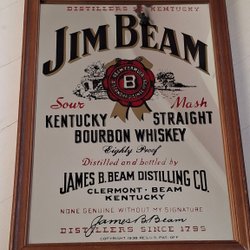 DISTILLERS IN KENTUCKY
JIM BEAM
B
Sour Mash
KENTUCKY STRAIGHT
BOURBON WHISKEY
Eighty Proof
Distilled and bottled by
JAMES B. BEAM DISTILLING CO.
CLERMONT · BEAM
KENTUCKY
NONE GENUINE WITHOUT MY SIGNATURE
James B. Beam
DISTILLERS SINCE 1795